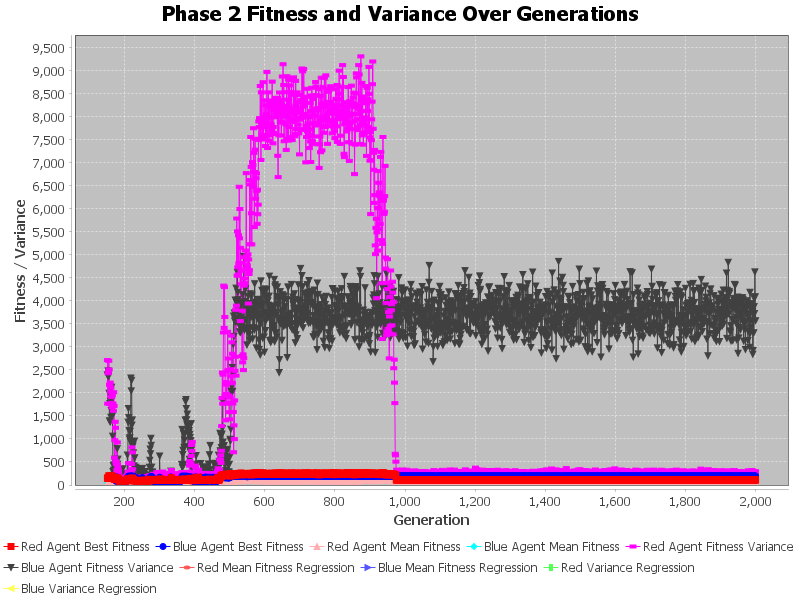 Phase 2 Fitness and Variance Over Generations
9,500
9,000
8,500
8,000
7,500
7,000
6,500
6,000
5,500
5,000
4,500
4,000
3,500
3,000
2,500
2,000
1,500
1,000
500
0
Fitness / Variance
200 400 600 800 1,000 1,200 1,400 1,600 1,800 2,000
Generation
Red Agent Best Fitness Blue Agent Best Fitness Red Agent Mean Fitness Blue Agent Mean Fitness Red Agent Fitness Variance
Blue Agent Fitness Variance Red Mean Fitness Regression Blue Mean Fitness Regression Red Variance Regression
Blue Variance Regression